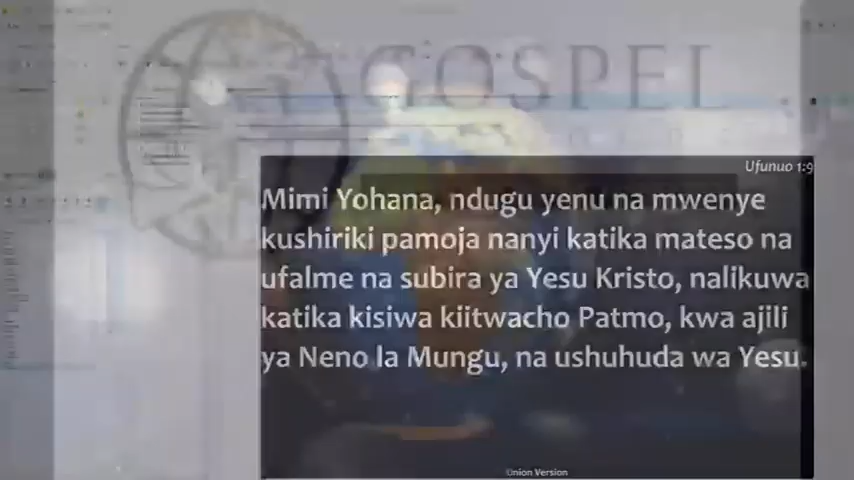 GOSPEL
Ufunuo 1:9
Mimi Yohana, ndugu yenu na mwenye
kushiriki pamoja nanyi katika mateso na
ufalme na subira ya Yesu Kristo, nalikuwa
katika kisiwa kiitwacho Patmo, kwa ajili
ya Neno la Mungu, na ushuhuda wa Yesu.
Union Version